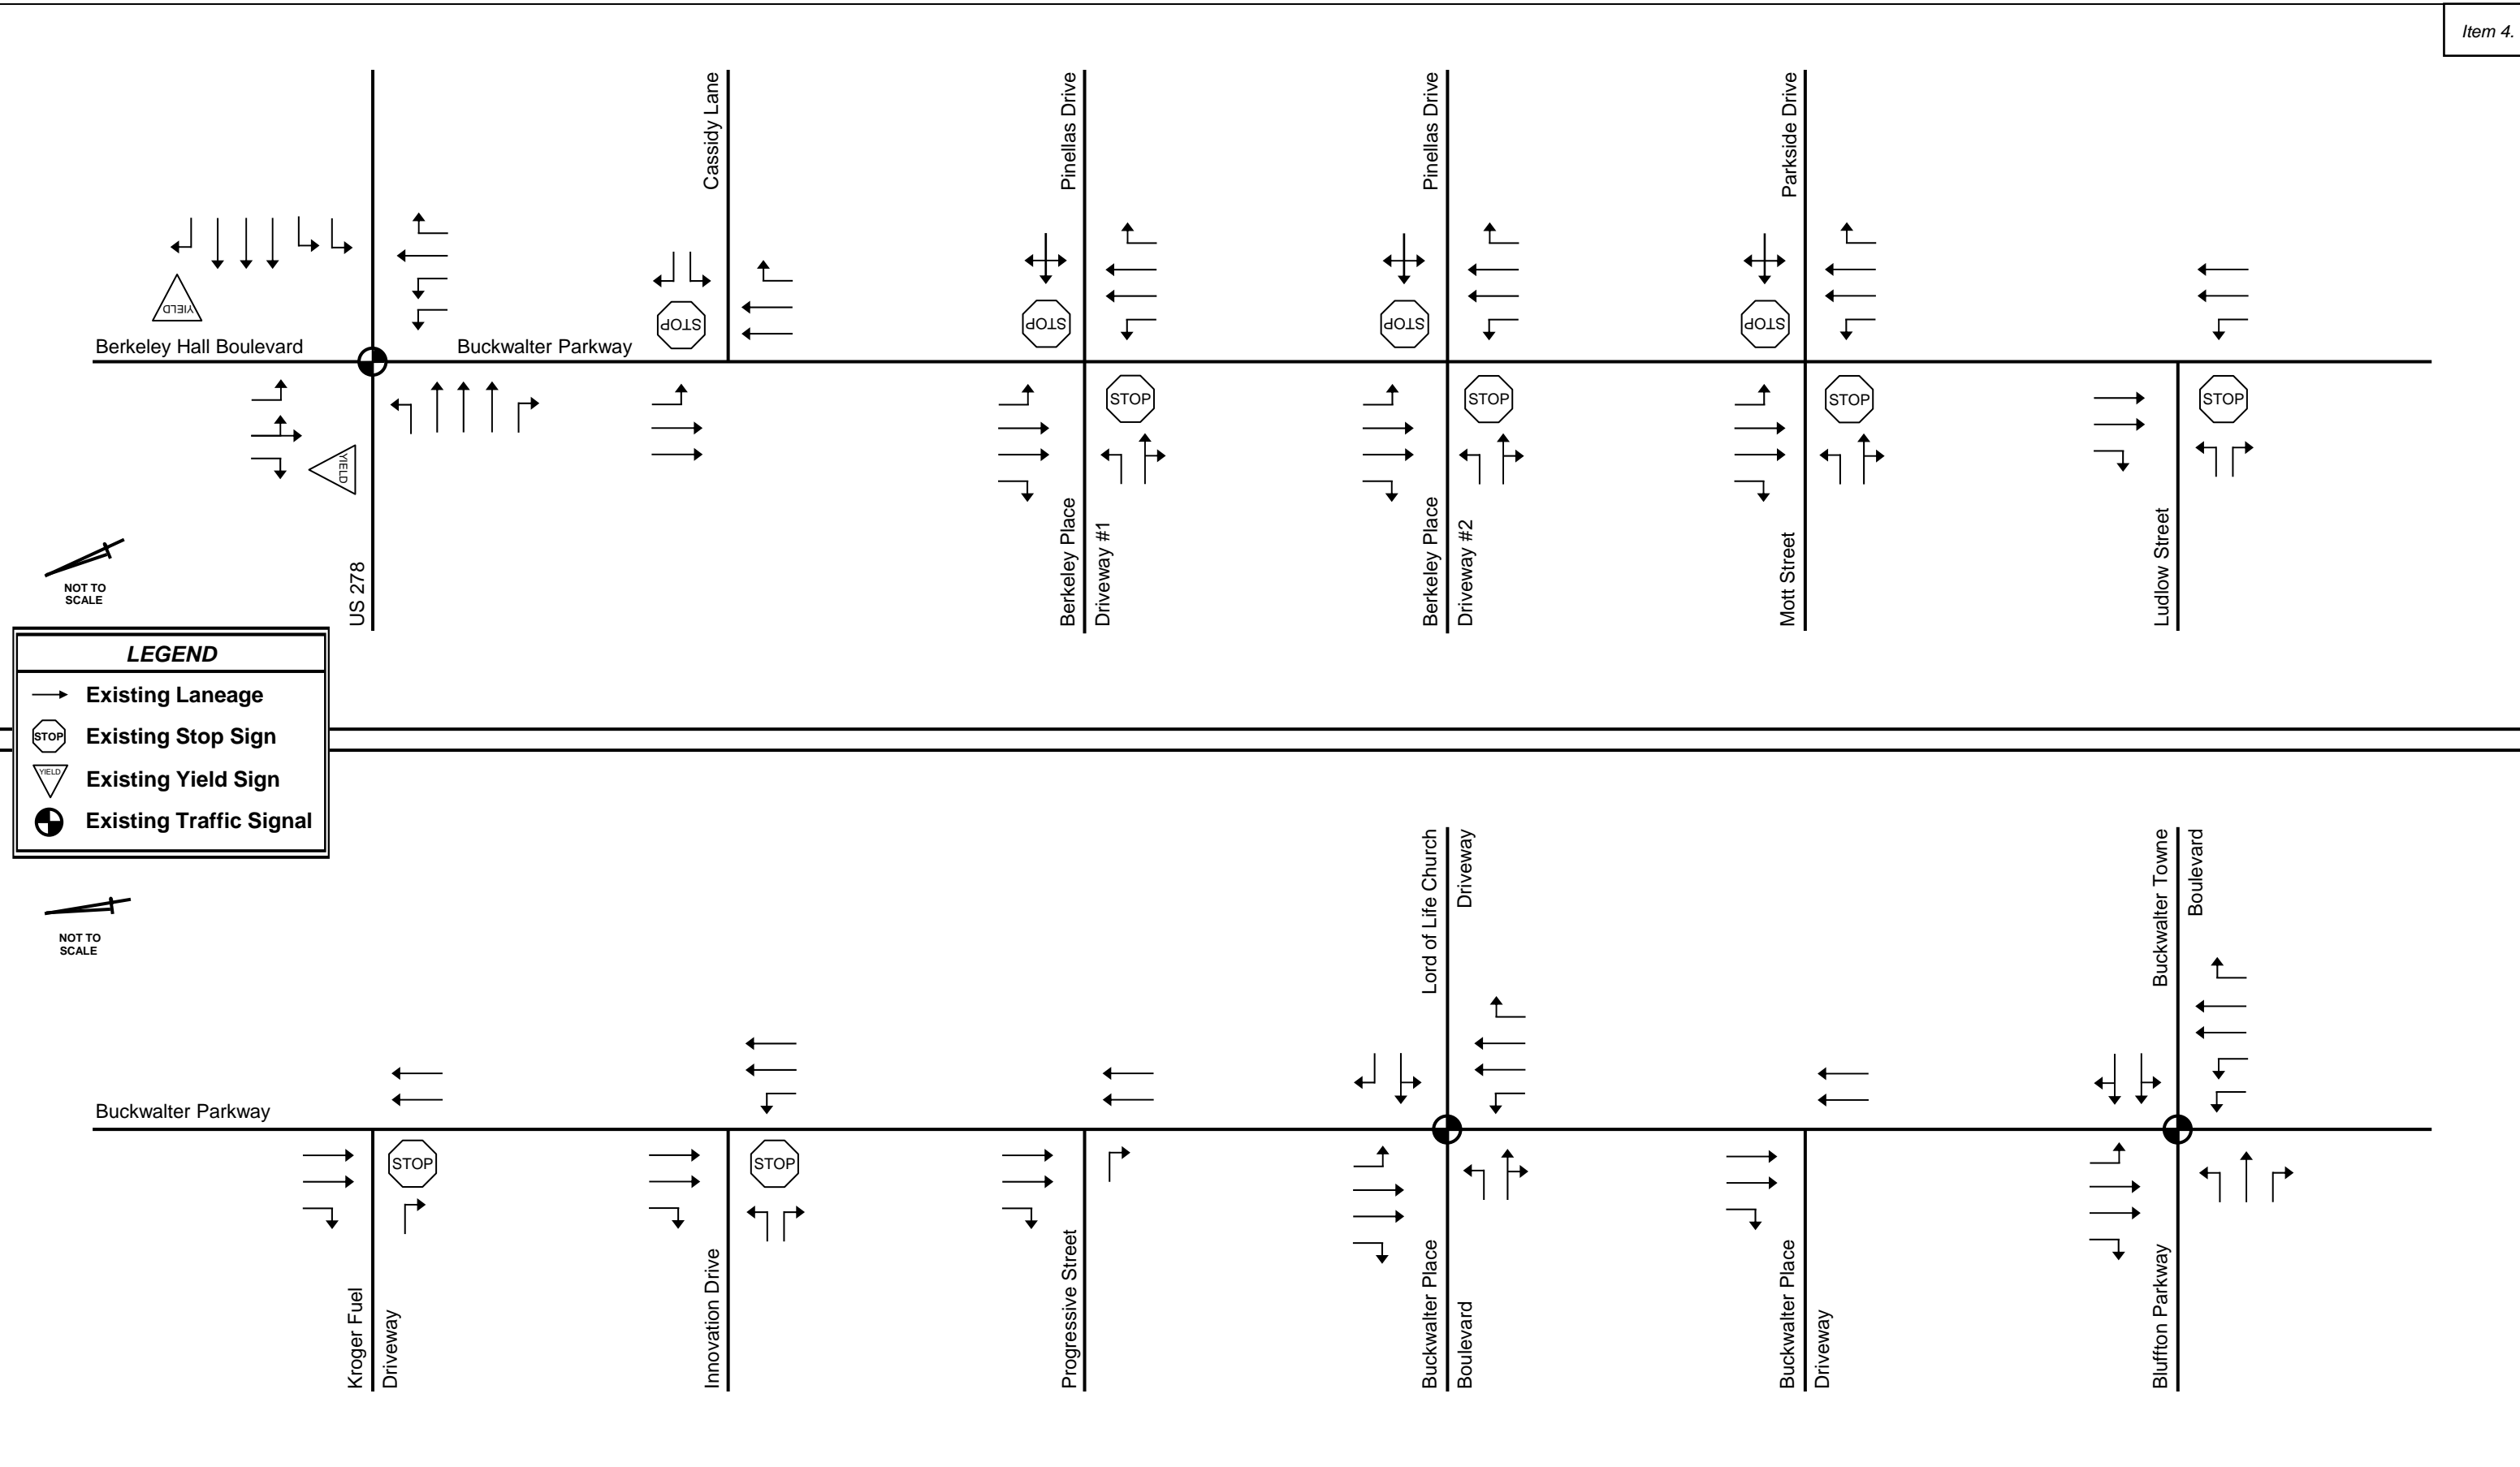 Item 4.
Cassidy Lane
Pinellas Drive
Pinellas Drive
Parkside Drive
YIELD
STOP
STOP
STOP
STOP
Berkeley Hall Boulevard
Buckwalter Parkway
STOP
STOP
STOP
STOP
YIELD
NOT TO
SCALE
US 278
Berkeley Place
Driveway #1
Berkeley Place
Driveway #2
Mott Street
Ludlow Street
LEGEND
Existing Laneage
STOP
Existing Stop Sign
YIELD
Existing Yield Sign
Existing Traffic Signal
NOT TO
SCALE
Lord of Life Church
Driveway
Buckwalter Towne
Boulevard
Buckwalter Parkway
STOP
STOP
Kroger Fuel
Driveway
Innovation Drive
Progressive Street
Buckwalter Place
Boulevard
Buckwalter Place
Driveway
Bluffton Parkway